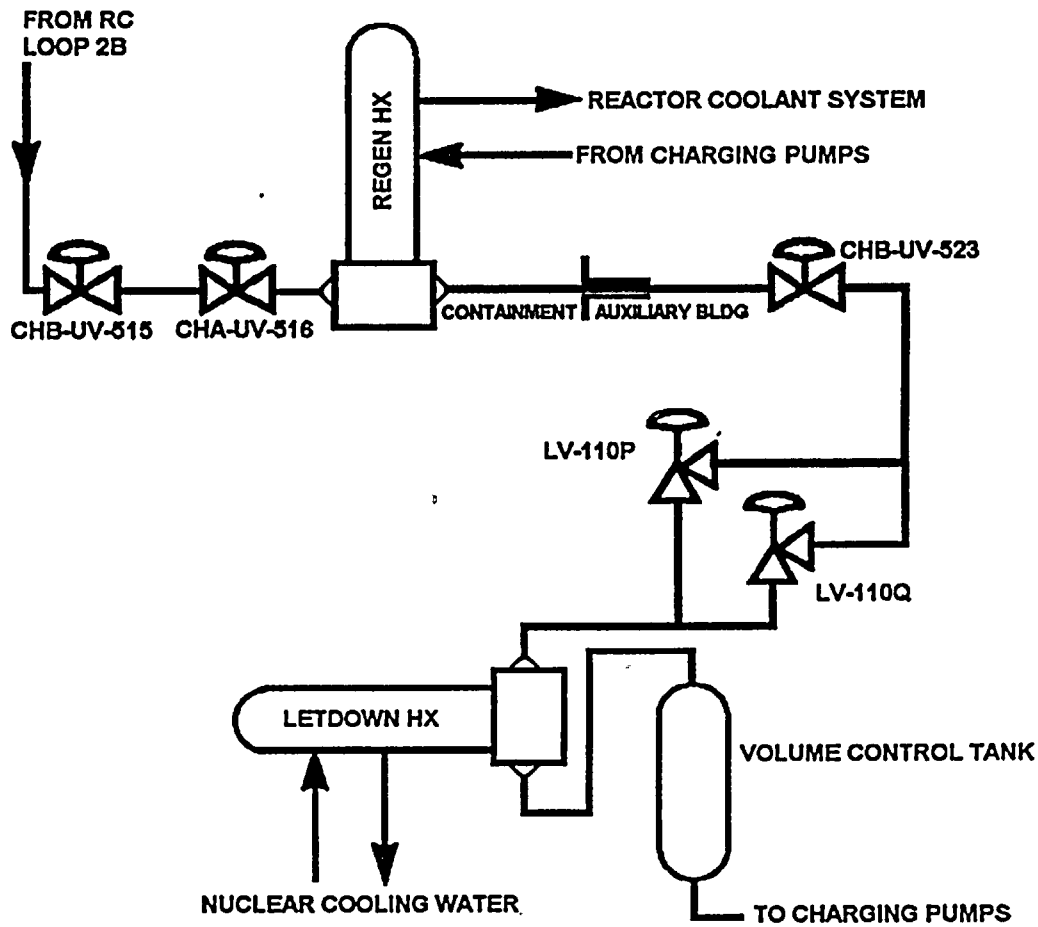 FROM RC
LOOP 2B
REGEN HX
REACTOR COOLANT SYSTEM
FROM CHARGING PUMPS
CHB-UV-523
CHB-UV-515
CHA-UV-516
CONTAINMENT
AUXILIARY BLDG
LV-110P
LV-110Q
LETDOWN HX
VOLUME CONTROL TANK
NUCLEAR COOLING WATER
TO CHARGING PUMPS